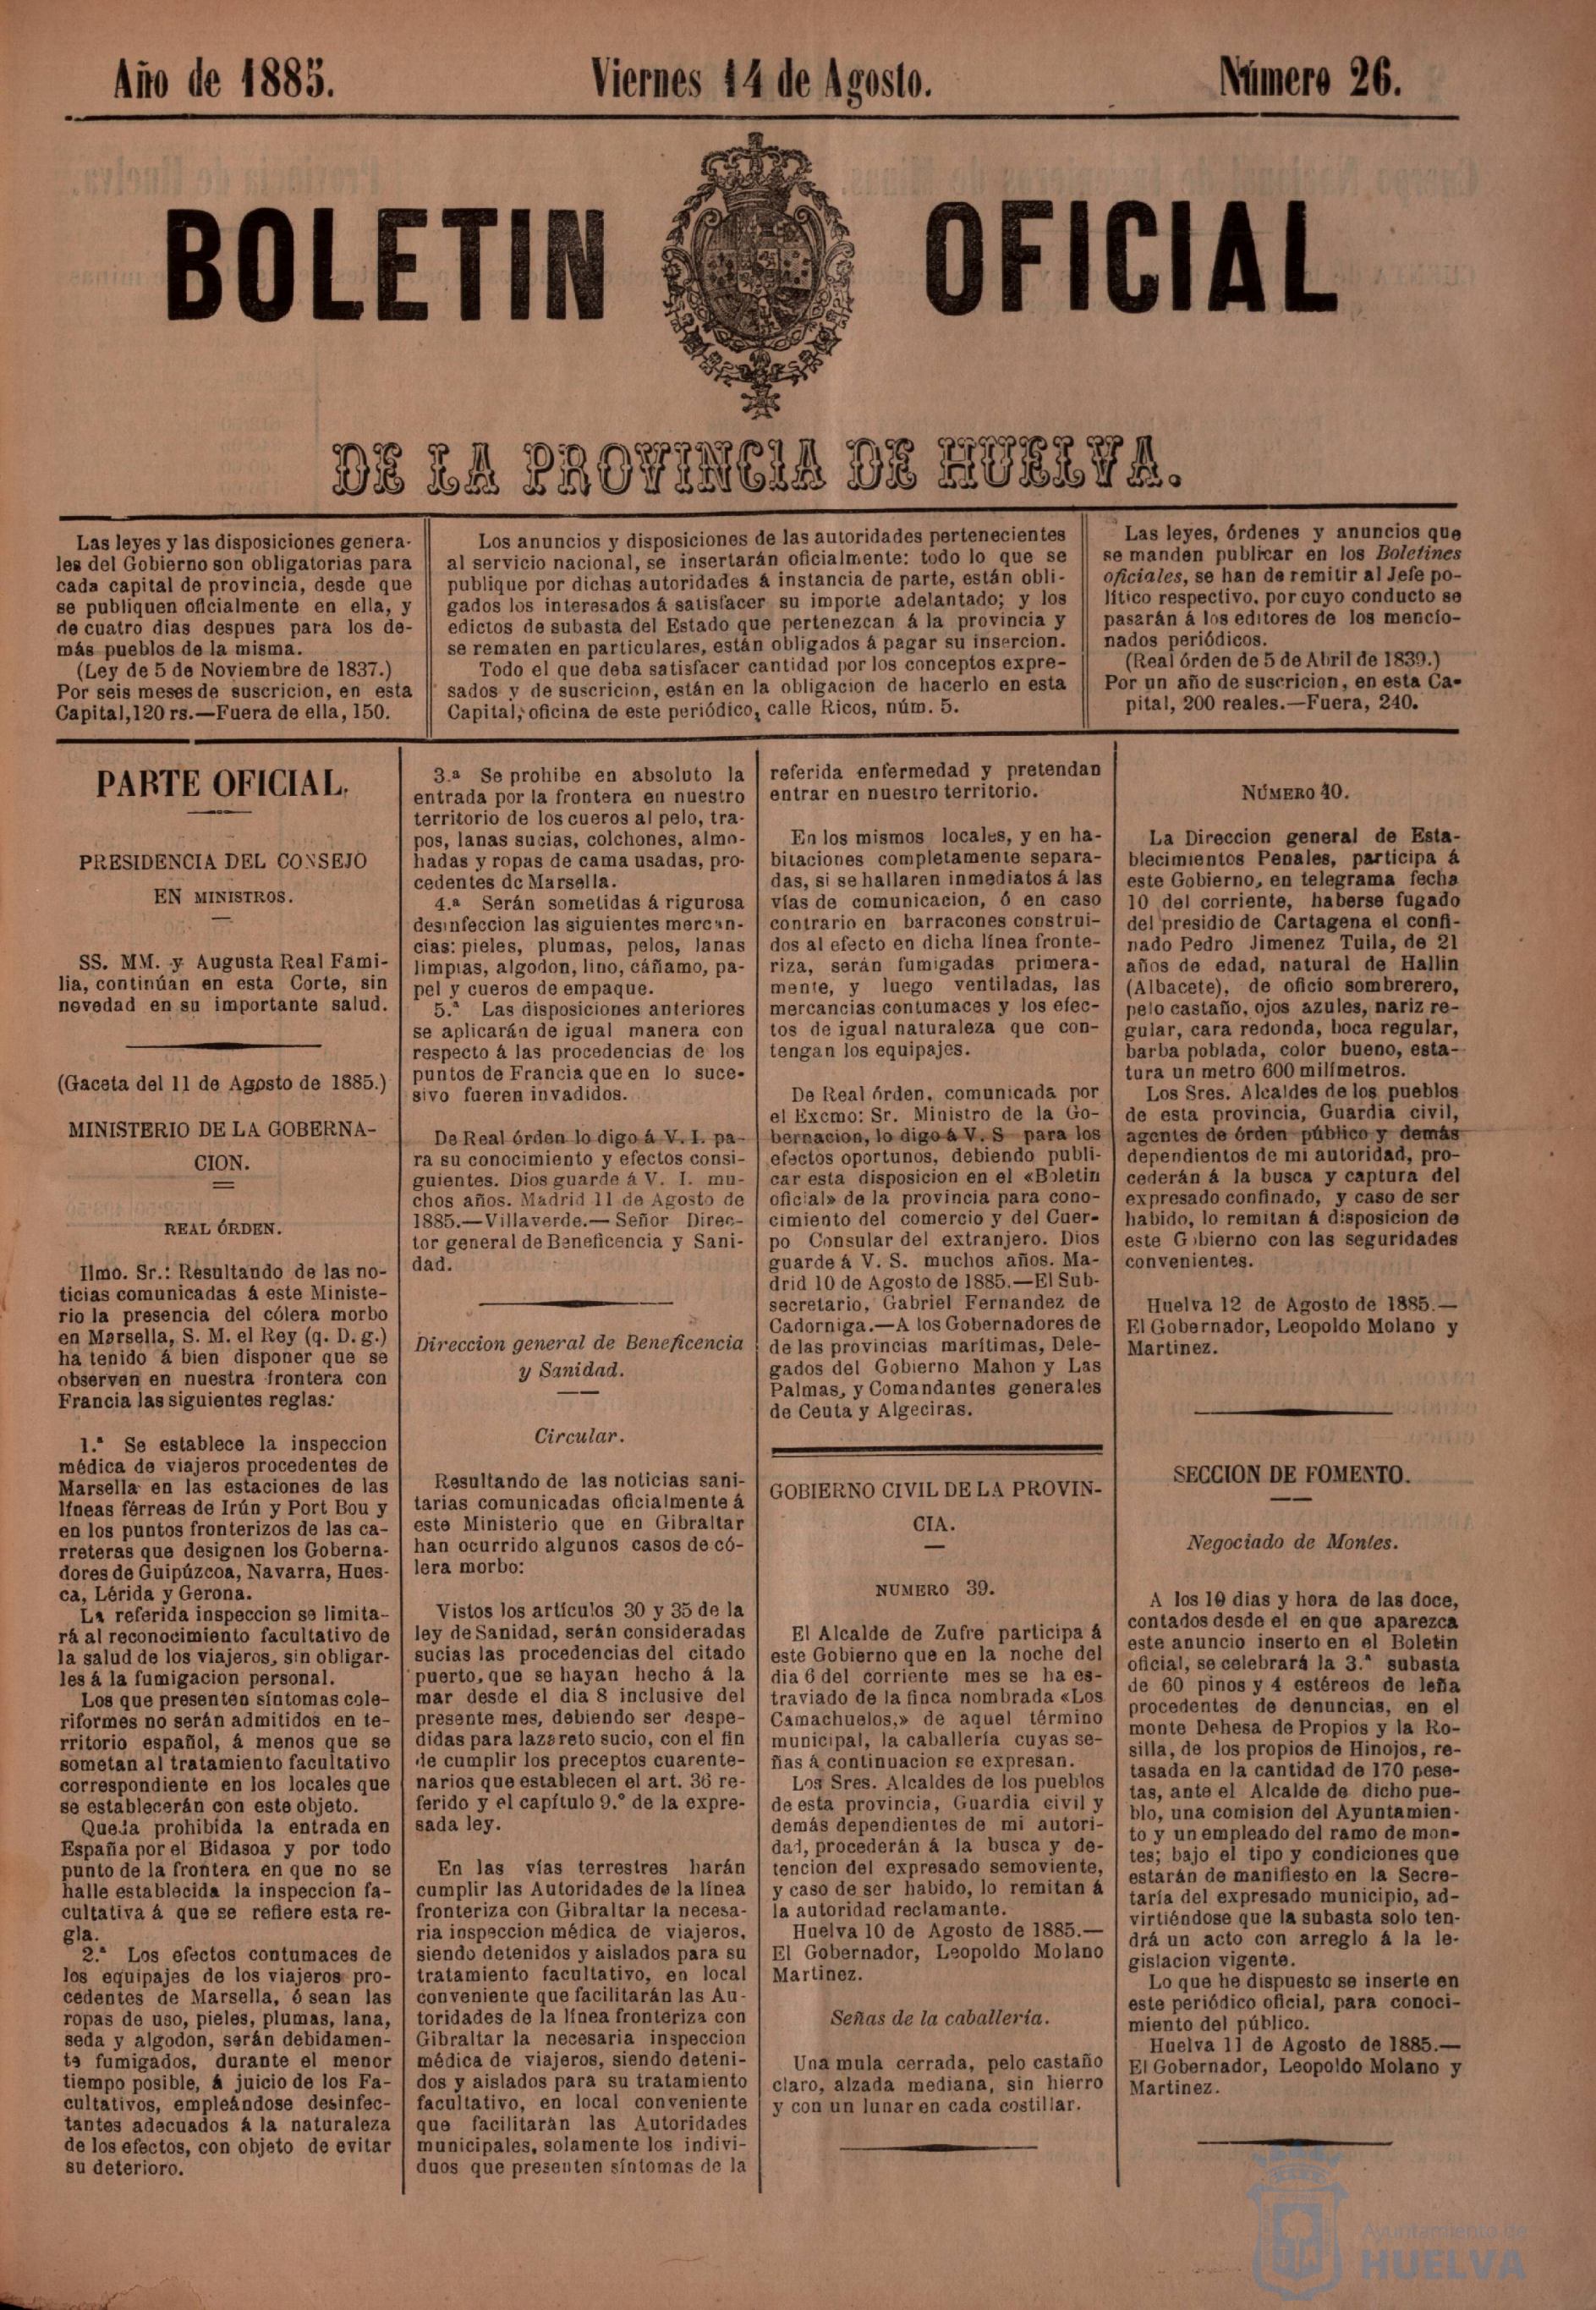 Año de 1885.
Viernes 14 de Agosto.
Número 26.
BOLETIN OFICIAL
DE LA PROVINCIA DE HUELVA.
Las leyes y las disposiciones genera-
les del Gobierno son obligatorias para
cada capital de provincia, desde que
se publiquen oficialmente en ella, y
de cuatro dias despues para los de-
más pueblos de la misma.
(Ley de 5 de Noviembre de 1837.)
Por seis meses de suscricion, en esta
Capital, 120 rs.—Fuera de ella, 150.
Los anuncios y disposiciones de las autoridades pertenecientes
al servicio nacional, se insertarán oficialmente: todo lo que se
publique por dichas autoridades á instancia de parte, están obli-
gados los interesados á satisfacer su importe adelantado; y los
edictos de subasta del Estado que pertenezcan á la provincia y
se rematen en particulares, están obligados á pagar su insercion.
Todo el que deba satisfacer cantidad por los conceptos expre-
sados y de suscricion, están en la obligacion de hacerlo en esta
Capital, oficina de este periódico, calle Ricos, núm. 5.
Las leyes, órdenes y anuncios que
se manden publicar en los Boletines
oficiales, se han de remitir al Jefe po-
lítico respectivo, por cuyo conducto se
pasarán á los editores de los mencio-
nados periódicos.
(Real órden de 5 de Abril de 1839.)
Por un año de suscricion, en esta Ca-
pital, 200 reales.—Fuera, 240.
PARTE OFICIAL.
PRESIDENCIA DEL CONSEJO
EN MINISTROS.
SS. MM. y Augusta Real Fami-
lia, continúan en esta Corte, sin
novedad en su importante salud.
(Gaceta del 11 de Agosto de 1885.)
MINISTERIO DE LA GOBERNA-
CION.
REAL ÓRDEN.
Ilmo. Sr.: Resultando de las no-
ticias comunicadas á este Ministe-
rio la presencia del cólera morbo
en Marsella, S. M. el Rey (q. D. g.)
ha tenido á bien disponer que se
observen en nuestra frontera con
Francia las siguientes reglas:
1.ª Se establece la inspeccion
médica de viajeros procedentes de
Marsella en las estaciones de las
líneas férreas de Irún y Port Bou y
en los puntos fronterizos de las ca-
rreteras que designen los Goberna-
dores de Guipúzcoa, Navarra, Hues-
ca, Lérida y Gerona.
La referida inspeccion se limita-
rá al reconocimiento facultativo de
la salud de los viajeros, sin obligar-
les á la fumigacion personal.
Los que presenten síntomas cole-
riformes no serán admitidos en te-
rritorio español, á menos que se
sometan al tratamiento facultativo
correspondiente en los locales que
se establecerán con este objeto.
Queda prohibida la entrada en
España por el Bidasoa y por todo
punto de la frontera en que no se
halle establecida la inspeccion fa-
cultativa á que se refiere esta re-
gla.
2.ª Los efectos contumaces de
los equipajes de los viajeros pro-
cedentes de Marsella, ó sean las
ropas de uso, pieles, plumas, lana,
seda y algodon, serán debidamen-
te fumigados, durante el menor
tiempo posible, á juicio de los Fa-
cultativos, empleándose desinfec-
tantes adecuados á la naturaleza
de los efectos, con objeto de evitar
su deterioro.
3.ª Se prohibe en absoluto la
entrada por la frontera en nuestro
territorio de los cueros al pelo, tra-
pos, lanas sucias, colchones, almo-
hadas y ropas de cama usadas, pro-
cedentes de Marsella.
4.ª Serán sometidas á rigurosa
desinfeccion las siguientes mercan-
cias: pieles, plumas, pelos, lanas
limpias, algodon, lino, cáñamo, pa-
pel y cueros de empaque.
5.ª Las disposiciones anteriores
se aplicarán de igual manera con
respecto á las procedencias de los
puntos de Francia que en lo suce-
sivo fueren invadidos.
De Real órden lo digo á V. I. pa-
ra su conocimiento y efectos consi-
guientes. Dios guarde á V. I. mu-
chos años. Madrid 11 de Agosto de
1885.—Villaverde.—Señor Direc-
tor general de Beneficencia y Sani-
dad.
Direccion general de Beneficencia
y Sanidad.
Circular.
Resultando de las noticias sani-
tarias comunicadas oficialmente á
este Ministerio que en Gibraltar
han ocurrido algunos casos de có-
lera morbo:
Vistos los artículos 30 y 35 de la
ley de Sanidad, serán consideradas
sucias las procedencias del citado
puerto, que se hayan hecho á la
mar desde el dia 8 inclusive del
presente mes, debiendo ser despe-
didas para lazareto sucio, con el fin
de cumplir los preceptos cuarente-
narios que establecen el art. 36 re-
ferido y el capítulo 9.º de la expre-
sada ley.
En las vías terrestres harán
cumplir las Autoridades de la línea
fronteriza con Gibraltar la necesa-
ria inspeccion médica de viajeros,
siendo detenidos y aislados para su
tratamiento facultativo, en local
conveniente que facilitarán las Au-
toridades de la línea fronteriza con
Gibraltar la necesaria inspeccion
médica de viajeros, siendo deteni-
dos y aislados para su tratamiento
facultativo, en local conveniente
que facilitarán las Autoridades
municipales, solamente los indivi-
duos que presenten síntomas de la
referida enfermedad y pretendan
entrar en nuestro territorio.
En los mismos locales, y en ha-
bitaciones completamente separa-
das, si se hallaren inmediatos á las
vías de comunicacion, ó en caso
contrario en barracones construi-
dos al efecto en dicha línea fronte-
riza, serán fumigadas primera-
mente, y luego ventiladas, las
mercancias contumaces y los efec-
tos de igual naturaleza que con-
tengan los equipajes.
De Real órden, comunicada por
el Excmo: Sr. Ministro de la Go-
bernacion, lo digo á V. S para los
efectos oportunos, debiendo publi-
car esta disposicion en el «Boletin
oficial» de la provincia para cono-
cimiento del comercio y del Cuer-
po Consular del extranjero. Dios
guarde á V. S. muchos años. Ma-
drid 10 de Agosto de 1885.—El Sub-
secretario, Gabriel Fernandez de
Cadorniga.—A los Gobernadores de
de las provincias marítimas, Dele-
gados del Gobierno Mahon y Las
Palmas, y Comandantes generales
de Ceuta y Algeciras.
GOBIERNO CIVIL DE LA PROVIN-
CIA.
NUMERO 39.
El Alcalde de Zufre participa á
este Gobierno que en la noche del
dia 6 del corriente mes se ha es-
traviado de la finca nombrada «Los
Camachuelos,» de aquel término
municipal, la caballería cuyas se-
ñas á continuacion se expresan.
Los Sres. Alcaldes de los pueblos
de esta provincia, Guardia civil y
demás dependientes de mi autori-
dad, procederán á la busca y de-
tencion del expresado semoviente,
y caso de ser habido, lo remitan á
la autoridad reclamante.
Huelva 10 de Agosto de 1885.—
El Gobernador, Leopoldo Molano
Martinez.
Señas de la caballería.
Una mula cerrada, pelo castaño
claro, alzada mediana, sin hierro
y con un lunar en cada costillar.
NÚMERO 40.
La Direccion general de Esta-
blecimientos Penales, participa á
este Gobierno, en telegrama fecha
10 del corriente, haberse fugado
del presidio de Cartagena el confi-
nado Pedro Jimenez Tuila, de 21
años de edad, natural de Hallin
(Albacete), de oficio sombrerero,
pelo castaño, ojos azules, nariz re-
gular, cara redonda, boca regular,
barba poblada, color bueno, esta-
tura un metro 600 milímetros.
Los Sres. Alcaldes de los pueblos
de esta provincia, Guardia civil,
agentes de órden público y demás
dependientes de mi autoridad, pro-
cederán á la busca y captura del
expresado confinado, y caso de ser
habido, lo remitan á disposicion de
este Gobierno con las seguridades
convenientes.
Huelva 12 de Agosto de 1885.—
El Gobernador, Leopoldo Molano y
Martinez.
SECCION DE FOMENTO.
Negociado de Montes.
A los 10 dias y hora de las doce,
contados desde el en que aparezca
este anuncio inserto en el Boletin
oficial, se celebrará la 3.ª subasta
de 60 pinos y 4 estéreos de leña
procedentes de denuncias, en el
monte Dehesa de Propios y la Ro-
silla, de los propios de Hinojos, re-
tasada en la cantidad de 170 pese-
tas, ante el Alcalde de dicho pue-
blo, una comision del Ayuntamien-
to y un empleado del ramo de mon-
tes; bajo el tipo y condiciones que
estarán de manifiesto en la Secre-
taría del expresado municipio, ad-
virtiéndose que la subasta solo ten-
drá un acto con arreglo á la le-
gislacion vigente.
Lo que he dispuesto se inserte en
este periódico oficial, para conoci-
miento del público.
Huelva 11 de Agosto de 1885.—
El Gobernador, Leopoldo Molano y
Martinez.
Ayuntamiento de
HUELVA